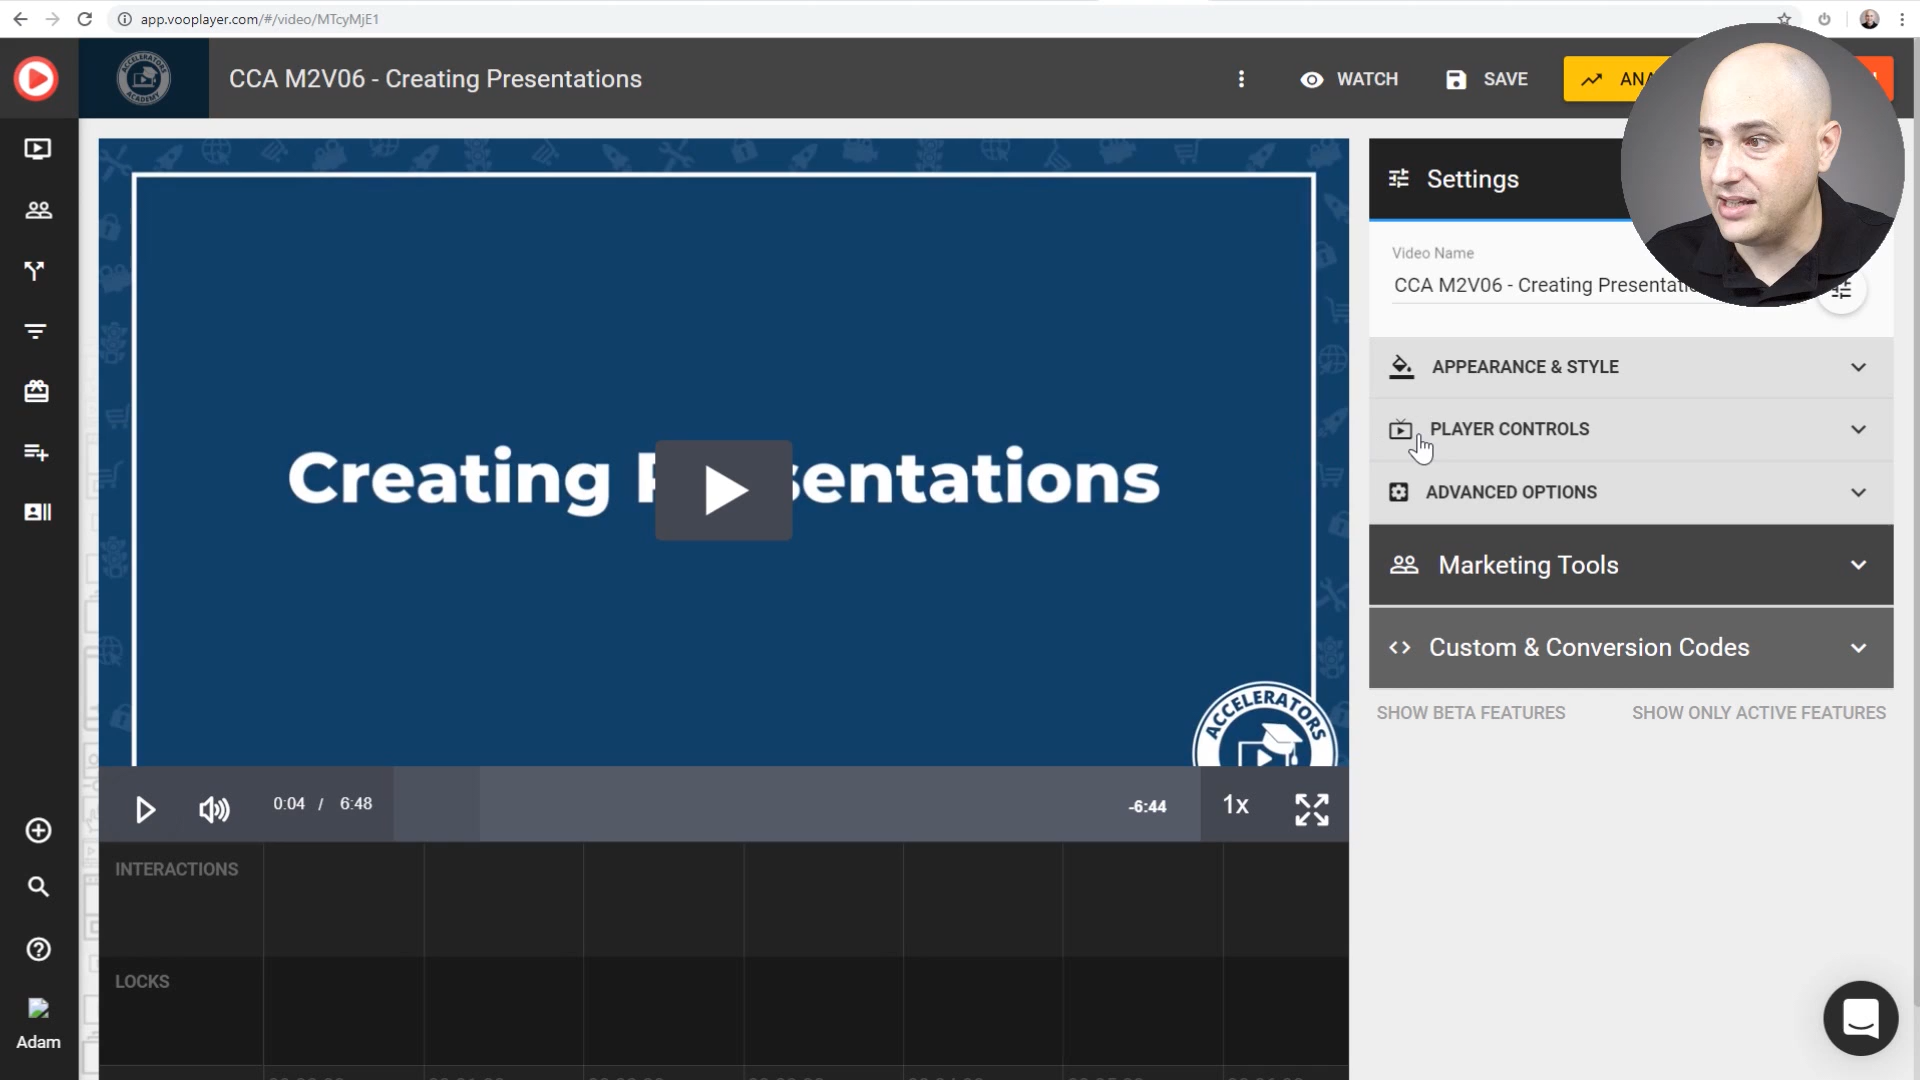 app.vooplayer.com/#/video/MTcyMjE1
ACCELERATORS
ACADEMY
CCA M2V06 - Creating Presentations
WATCH
SAVE
Settings
Video Name
CCA M2V06 - Creating
APPEARANCE & STYLE
PLAYER CONTROLS
ADVANCED OPTIONS
Marketing Tools
Custom & Conversion Codes
SHOW BETA FEATURES
SHOW ONLY ACTIVE FEATURES
Creating
ACCELERATORS
0:04 / 6:48
-6:44
1x
INTERACTIONS
LOCKS
Adam